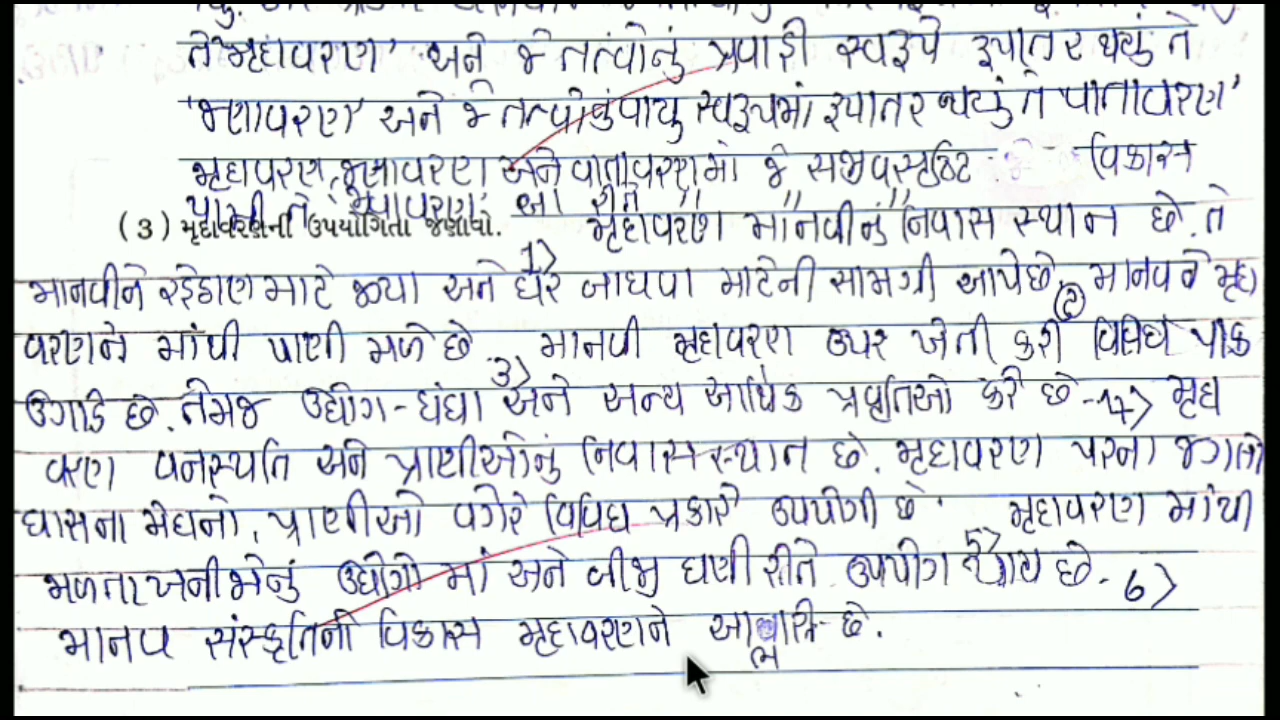 તે'મૃદાવરણ' અને જે તત્વોનું પ્રવાહી સ્વરૂપે રૂપાંતર થયું તે
'જળાવરણ' અને જે તત્વોનું વાયુ સ્વરૂપમાં રૂપાંતર થયું તે 'વાતાવરણ'
મૃદાવરણ, જળાવરણ અને વાતાવરણમાં જે સજીવસૃષ્ટિ વિકાસ
પામી તે 'જીવાવરણ' આ રીતે " " "
(3) મૃદાવરણની ઉપયોગિતા જણાવો. મૃદાવરણ માનવીનું નિવાસ સ્થાન છે. તે
માનવીને રહેઠાણ માટે જગ્યા અને 1> ઘર બાંધવા માટેની સામગ્રી આપે છે. માનવને મૃદા
વરણને માંથી પાણી મળે છે. માનવી મૃદાવરણ ઉપર ખેતી કરી (2) વિવિધ પાક
ઉગાડે છે. તેમજ ઉદ્યોગ-ધંધા 3> અને અન્ય આર્થિક પ્રવૃતિઓ કરે છે - 4> મૃદા
વરણ વનસ્પતિ અને પ્રાણીઓનું નિવાસ સ્થાન છે. મૃદાવરણ પરના જંગલો
ઘાસના મેદાનો, પ્રાણીઓ વગેરે વિવિધ પ્રકારે ઉપયોગી છે. મૃદાવરણ માંથી
મળતા ખનીજોનું ઉદ્યોગો માં અને બીજી ઘણી રીતે ઉપયોગ 5> થાય છે. 6>
માનવ સંસ્કૃતિનો વિકાસ મૃદાવરણને આભારી છે.